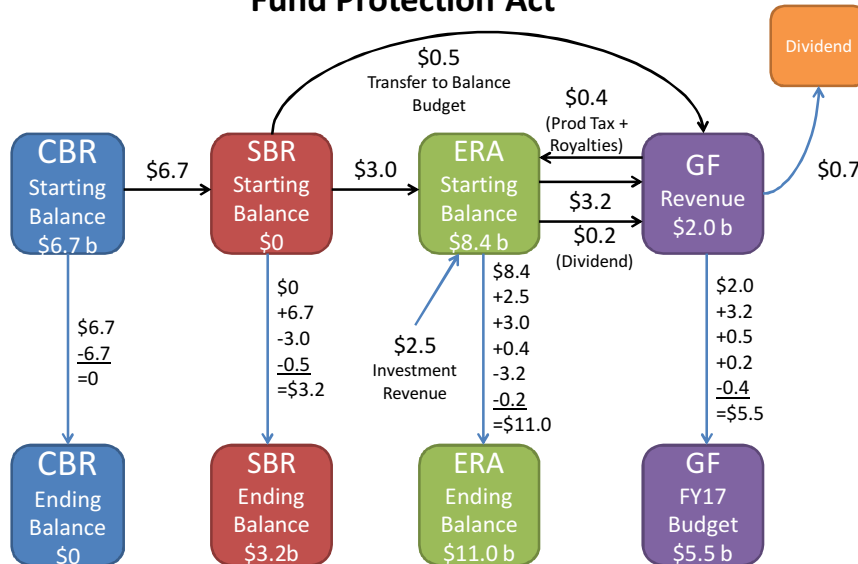 Fund Protection Act
Dividend
$0.5
Transfer to Balance
Budget
$0.4
(Prod Tax +
Royalties)
CBR
Starting
Balance
$6.7 b
$6.7
SBR
Starting
Balance
$0
$3.0
ERA
Starting
Balance
$8.4 b
$3.2
$0.2
(Dividend)
GF
Revenue
$2.0 b
$0.7
$6.7
-6.7
=0
$0
+6.7
-3.0
-0.5
=$3.2
$2.5
Investment
Revenue
$8.4
+2.5
+3.0
+0.4
-3.2
-0.2
=$11.0
$2.0
+3.2
+0.5
+0.2
-0.4
=$5.5
CBR
Ending
Balance
$0
SBR
Ending
Balance
$3.2b
ERA
Ending
Balance
$11.0 b
GF
FY17
Budget
$5.5 b